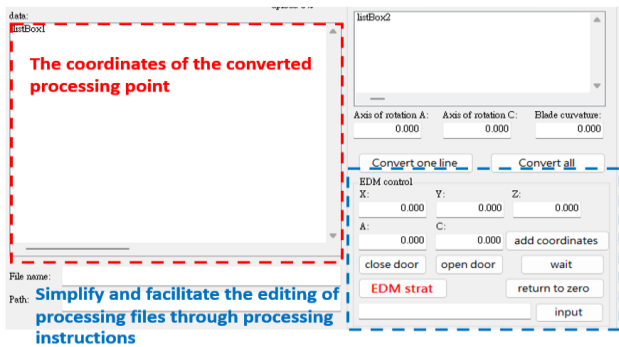 data:
listBox1
The coordinates of the converted
processing point
listBox2
Axis of rotation A: Axis of rotation C: Blade curvature:
0.000 0.000 0.000
Convert one line Convert all
EDM control
X: Y: Z:
0.000 0.000 0.000
A: C:
0.000 0.000 add coordinates
close door open door wait
EDM strat return to zero
input
File name:
Path:
Simplify and facilitate the editing of
processing files through processing
instructions